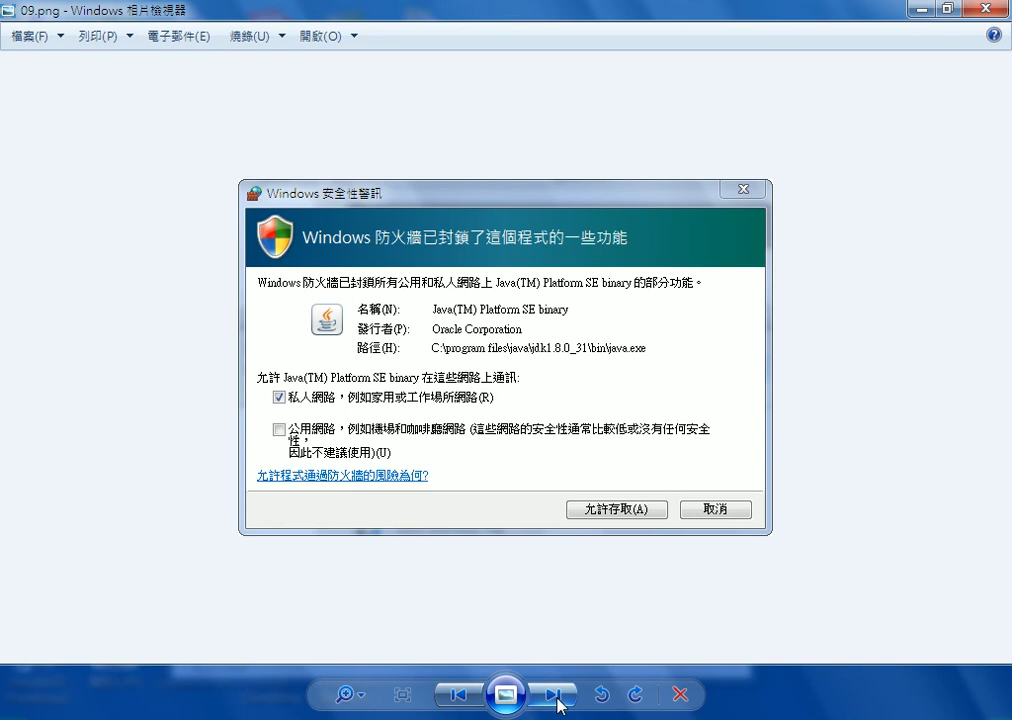 09.png - Windows 相片檢視器
檔案(F) 列印(P) 電子郵件(E) 燒錄(U) 開啟(O)
Windows 安全性警訊
Windows 防火牆已封鎖了這個程式的一些功能
Windows 防火牆已封鎖所有公用和私人網路上 Java(TM) Platform SE binary 的部分功能。
名稱(N): Java(TM) Platform SE binary
發行者(P): Oracle Corporation
路徑(H): C:\program files\java\jdk1.8.0_31\bin\java.exe
允許 Java(TM) Platform SE binary 在這些網路上通訊:
私人網路，例如家用或工作場所網路(R)
公用網路，例如機場和咖啡廳網路 (這些網路的安全性通常比較低或沒有任何安全
性，
因此不建議使用)(U)
允許程式通過防火牆的風險為何?
允許存取(A) 取消